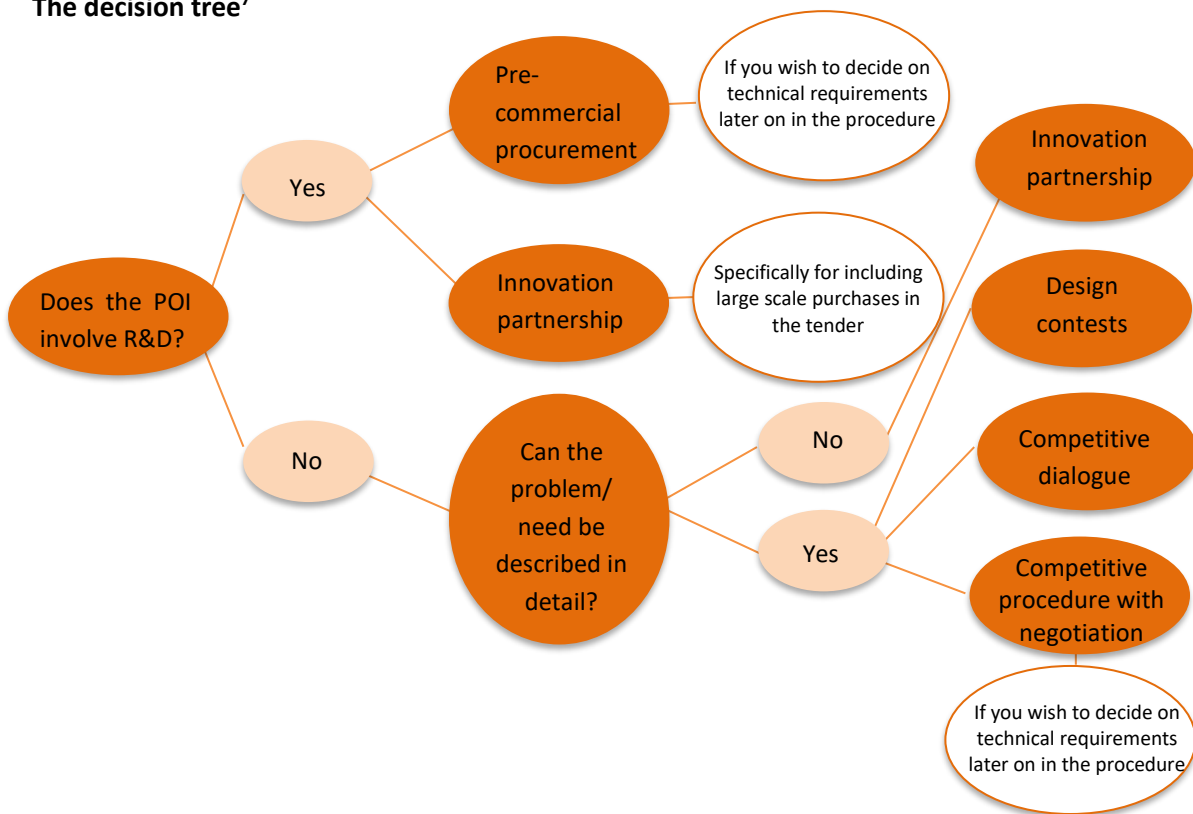 The decision tree’
Pre-
commercial
procurement
If you wish to decide on
technical requirements
later on in the procedure
Innovation
partnership
Yes
Does the POI
involve R&D?
Innovation
partnership
Specifically for including
large scale purchases in
the tender
Design
contests
No
Can the
problem/
need be
described in
detail?
No
Yes
Competitive
dialogue
Competitive
procedure with
negotiation
If you wish to decide on
technical requirements
later on in the procedure